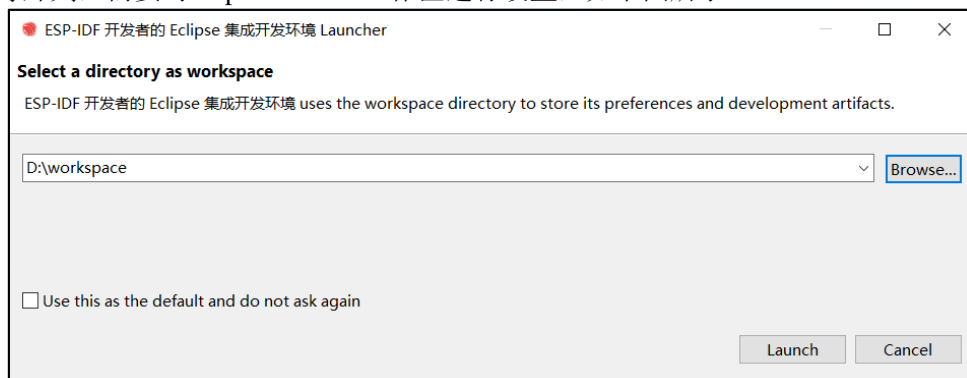 ESP-IDF 开发者的 Eclipse 集成开发环境 Launcher
Select a directory as workspace
ESP-IDF 开发者的 Eclipse 集成开发环境 uses the workspace directory to store its preferences and development artifacts.
D:\workspace
Browse...
Use this as the default and do not ask again
Launch
Cancel